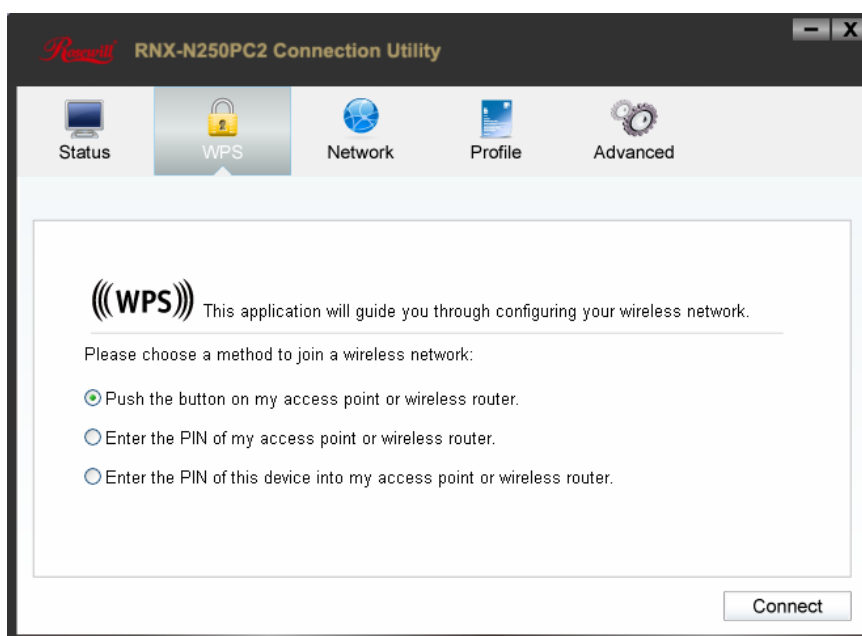 Rosewill RNX-N250PC2 Connection Utility
X
Status WPS Network Profile Advanced
(((WPS))) This application will guide you through configuring your wireless network.
Please choose a method to join a wireless network:
Push the button on my access point or wireless router.
Enter the PIN of my access point or wireless router.
Enter the PIN of this device into my access point or wireless router.
Connect